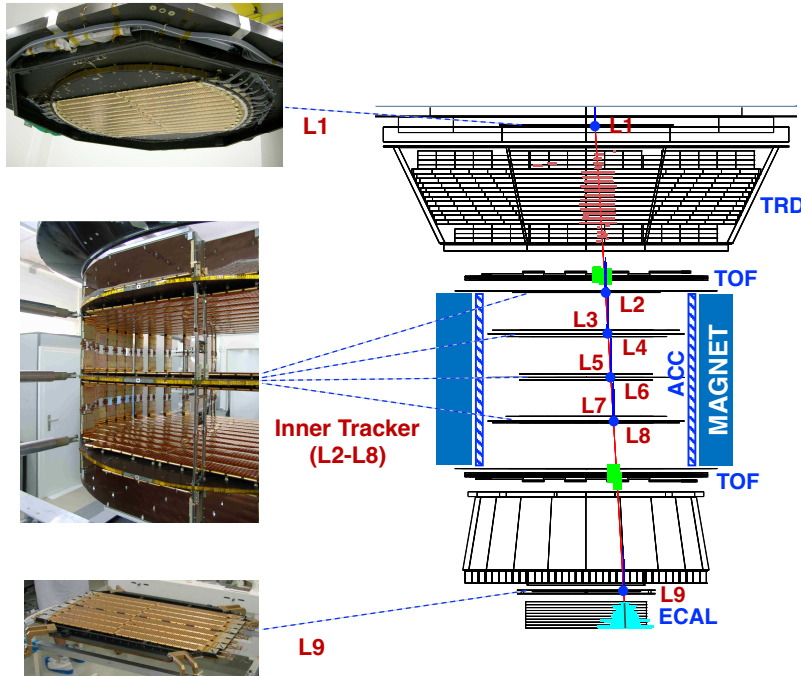 L1
L1
TRD
TOF
L2
L3
L4
L5
L6
L7
L8
ACC
MAGNET
Inner Tracker
(L2-L8)
TOF
L9
ECAL
L9